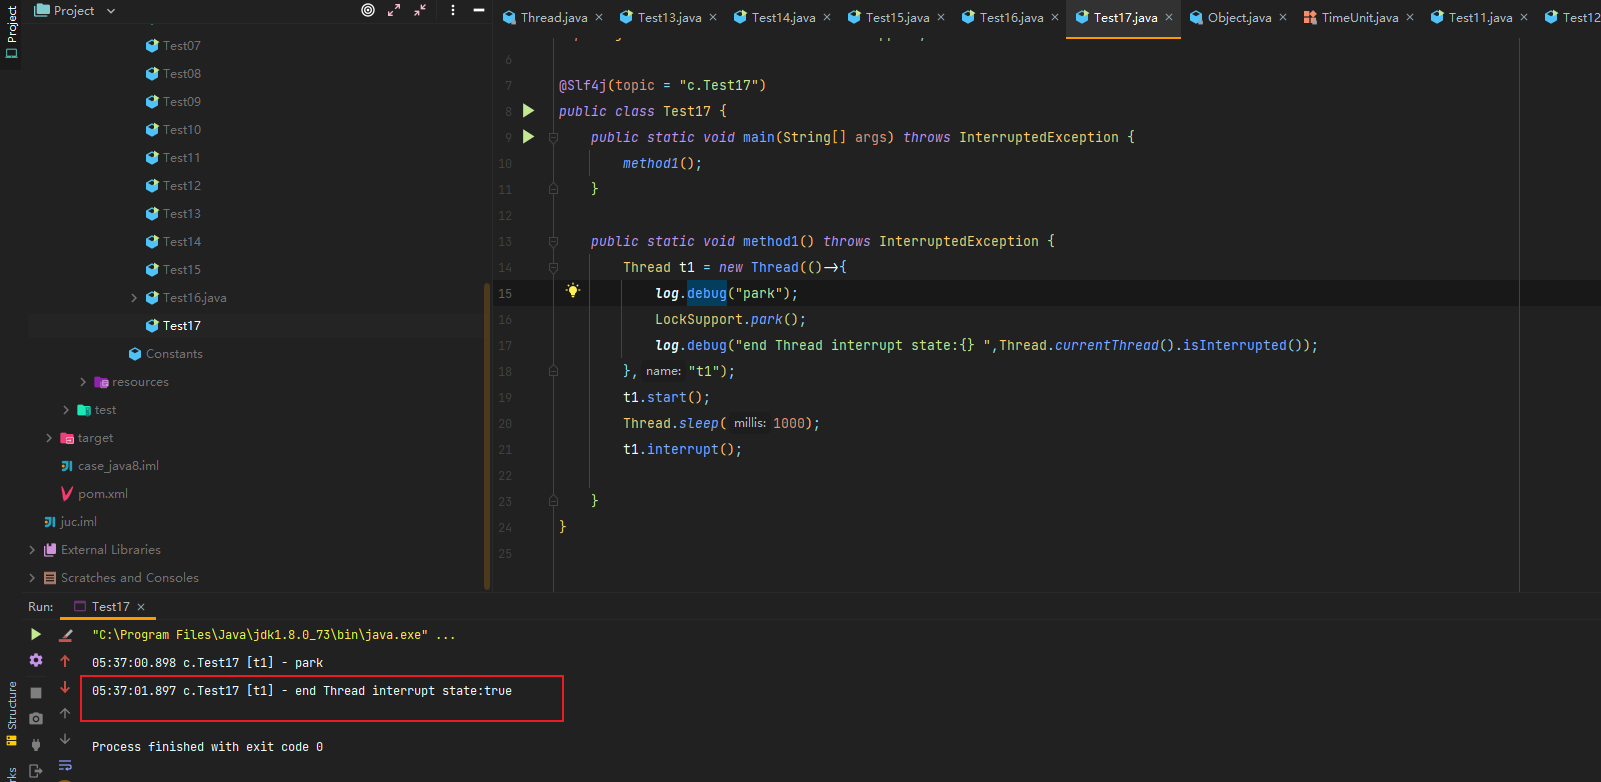 Project
Project
Test07
Test08
Test09
Test10
Test11
Test12
Test13
Test14
Test15
Test16.java
Test17
Constants
resources
test
target
case_java8.iml
pom.xml
juc.iml
External Libraries
Scratches and Consoles
Thread.java
Test13.java
Test14.java
Test15.java
Test16.java
Test17.java
Object.java
TimeUnit.java
Test11.java
Test12
6
7 @Slf4j(topic = "c.Test17")
8 public class Test17 {
9 public static void main(String[] args) throws InterruptedException {
10 method1();
11 }
12
13 public static void method1() throws InterruptedException {
14 Thread t1 = new Thread(()->{
15 log.debug("park");
16 LockSupport.park();
17 log.debug("end Thread interrupt state:{} ",Thread.currentThread().isInterrupted());
18 }, name: "t1");
19 t1.start();
20 Thread.sleep( millis: 1000);
21 t1.interrupt();
22
23 }
24 }
25
Run: Test17
"C:\Program Files\Java\jdk1.8.0_73\bin\java.exe" ...
05:37:00.898 c.Test17 [t1] - park
05:37:01.897 c.Test17 [t1] - end Thread interrupt state:true
Process finished with exit code 0
Structure